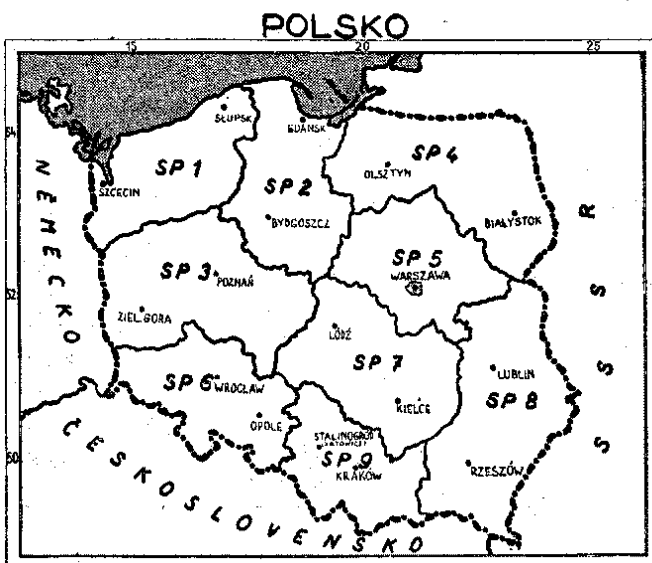 POLSKO
15 20 25
54
SŁUPSK
GDAŃSK
SP 4
OLSZTYN
SP 1
SZCZECIN
SP 2
BYDGOSZCZ
BIAŁYSTOK
SP 5
WARSZAWA
SP 3
POZNAŃ
52
ZIEL.GORA
ŁÓDŹ
SP 7
SP 6
WROCŁAW
LUBLIN
SP 8
OPOLE
KIELCE
STALINOGRÓD
(KATOWICE)
SP 9
KRAKÓW
RZESZÓW
50
NĚMECKO
SSSR
ČESKOSLOVENSKO